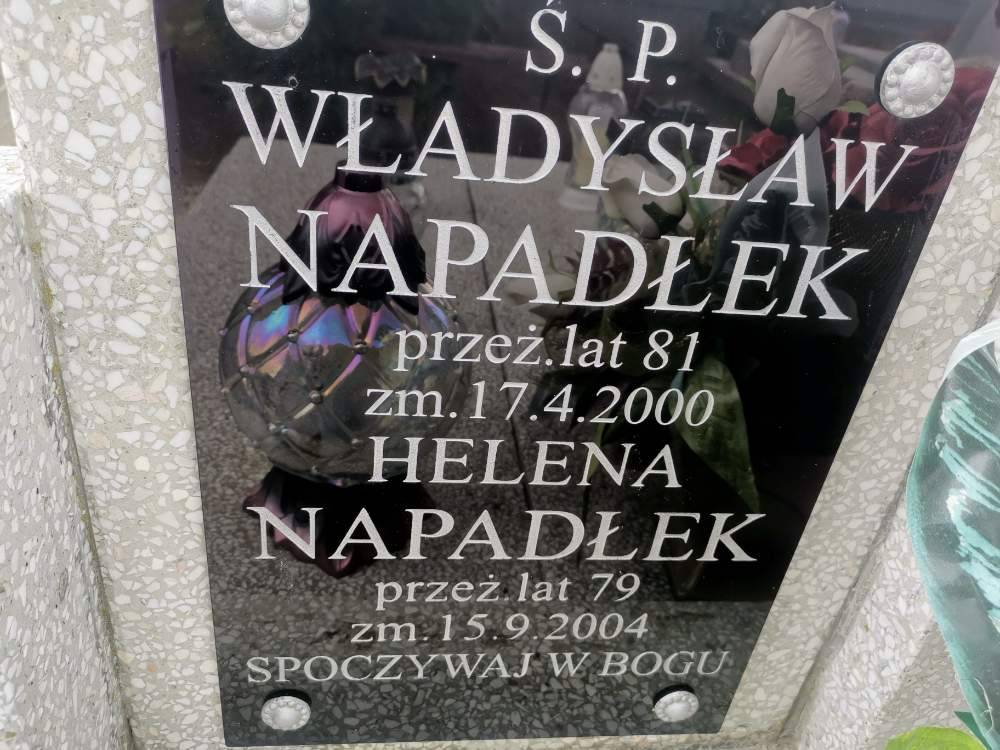 Ś. P.
WŁADYSŁAW
NAPADŁEK
przeż.lat 81
zm.17.4.2000
HELENA
NAPADŁEK
przeż.lat 79
zm.15.9.2004
SPOCZYWAJ W BOGU